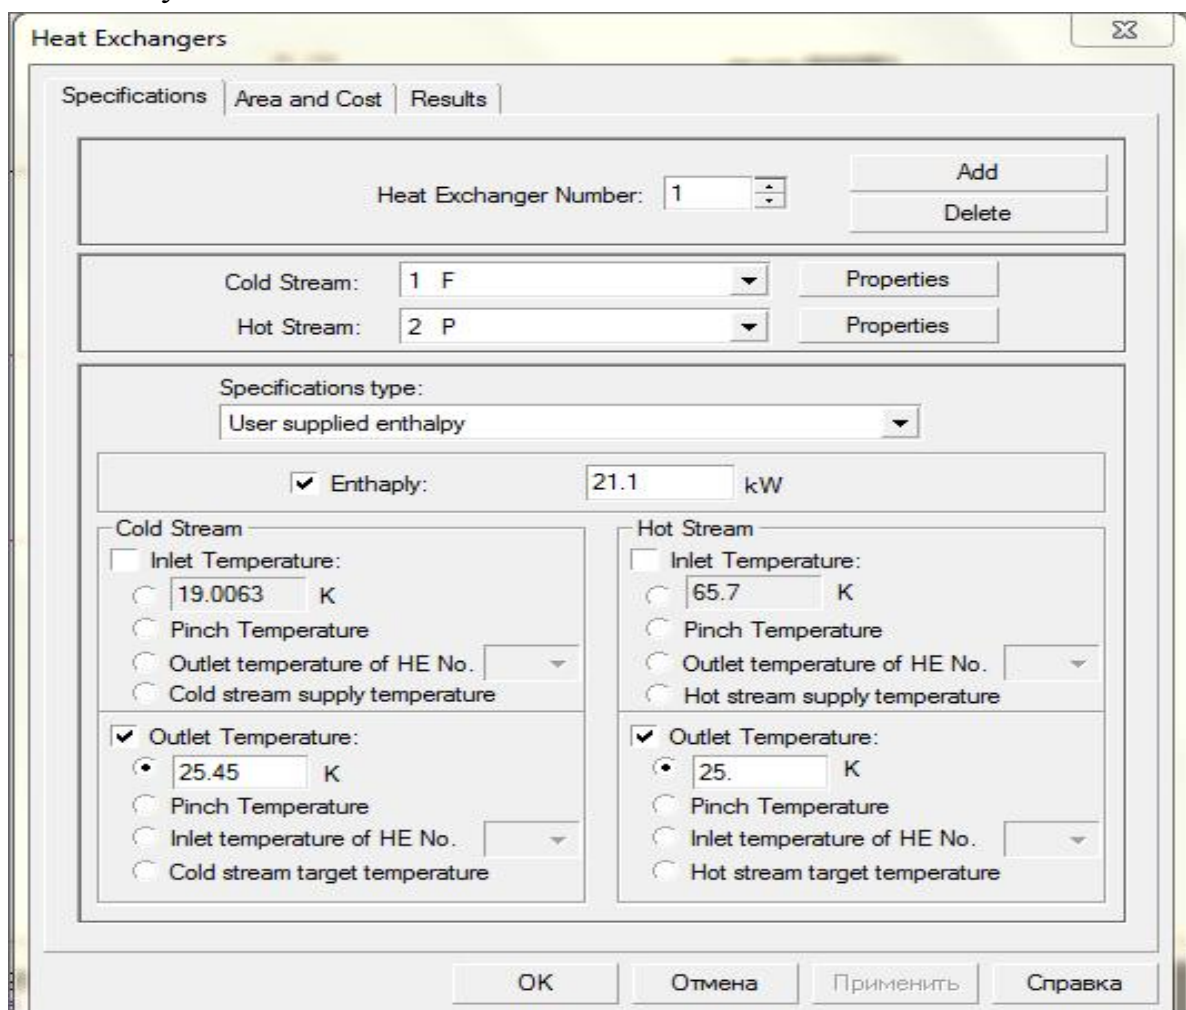 Heat Exchangers
Specifications Area and Cost Results
Heat Exchanger Number: 1 Add
Delete
Cold Stream: 1 F Properties
Hot Stream: 2 P Properties
Specifications type:
User supplied enthalpy
Enthaply: 21.1 kW
Cold Stream Hot Stream
Inlet Temperature: Inlet Temperature:
19.0063 K 65.7 K
Pinch Temperature Pinch Temperature
Outlet temperature of HE No. Outlet temperature of HE No.
Cold stream supply temperature Hot stream supply temperature
Outlet Temperature: Outlet Temperature:
25.45 K 25. K
Pinch Temperature Pinch Temperature
Inlet temperature of HE No. Inlet temperature of HE No.
Cold stream target temperature Hot stream target temperature
OK Отмена Применить Справка